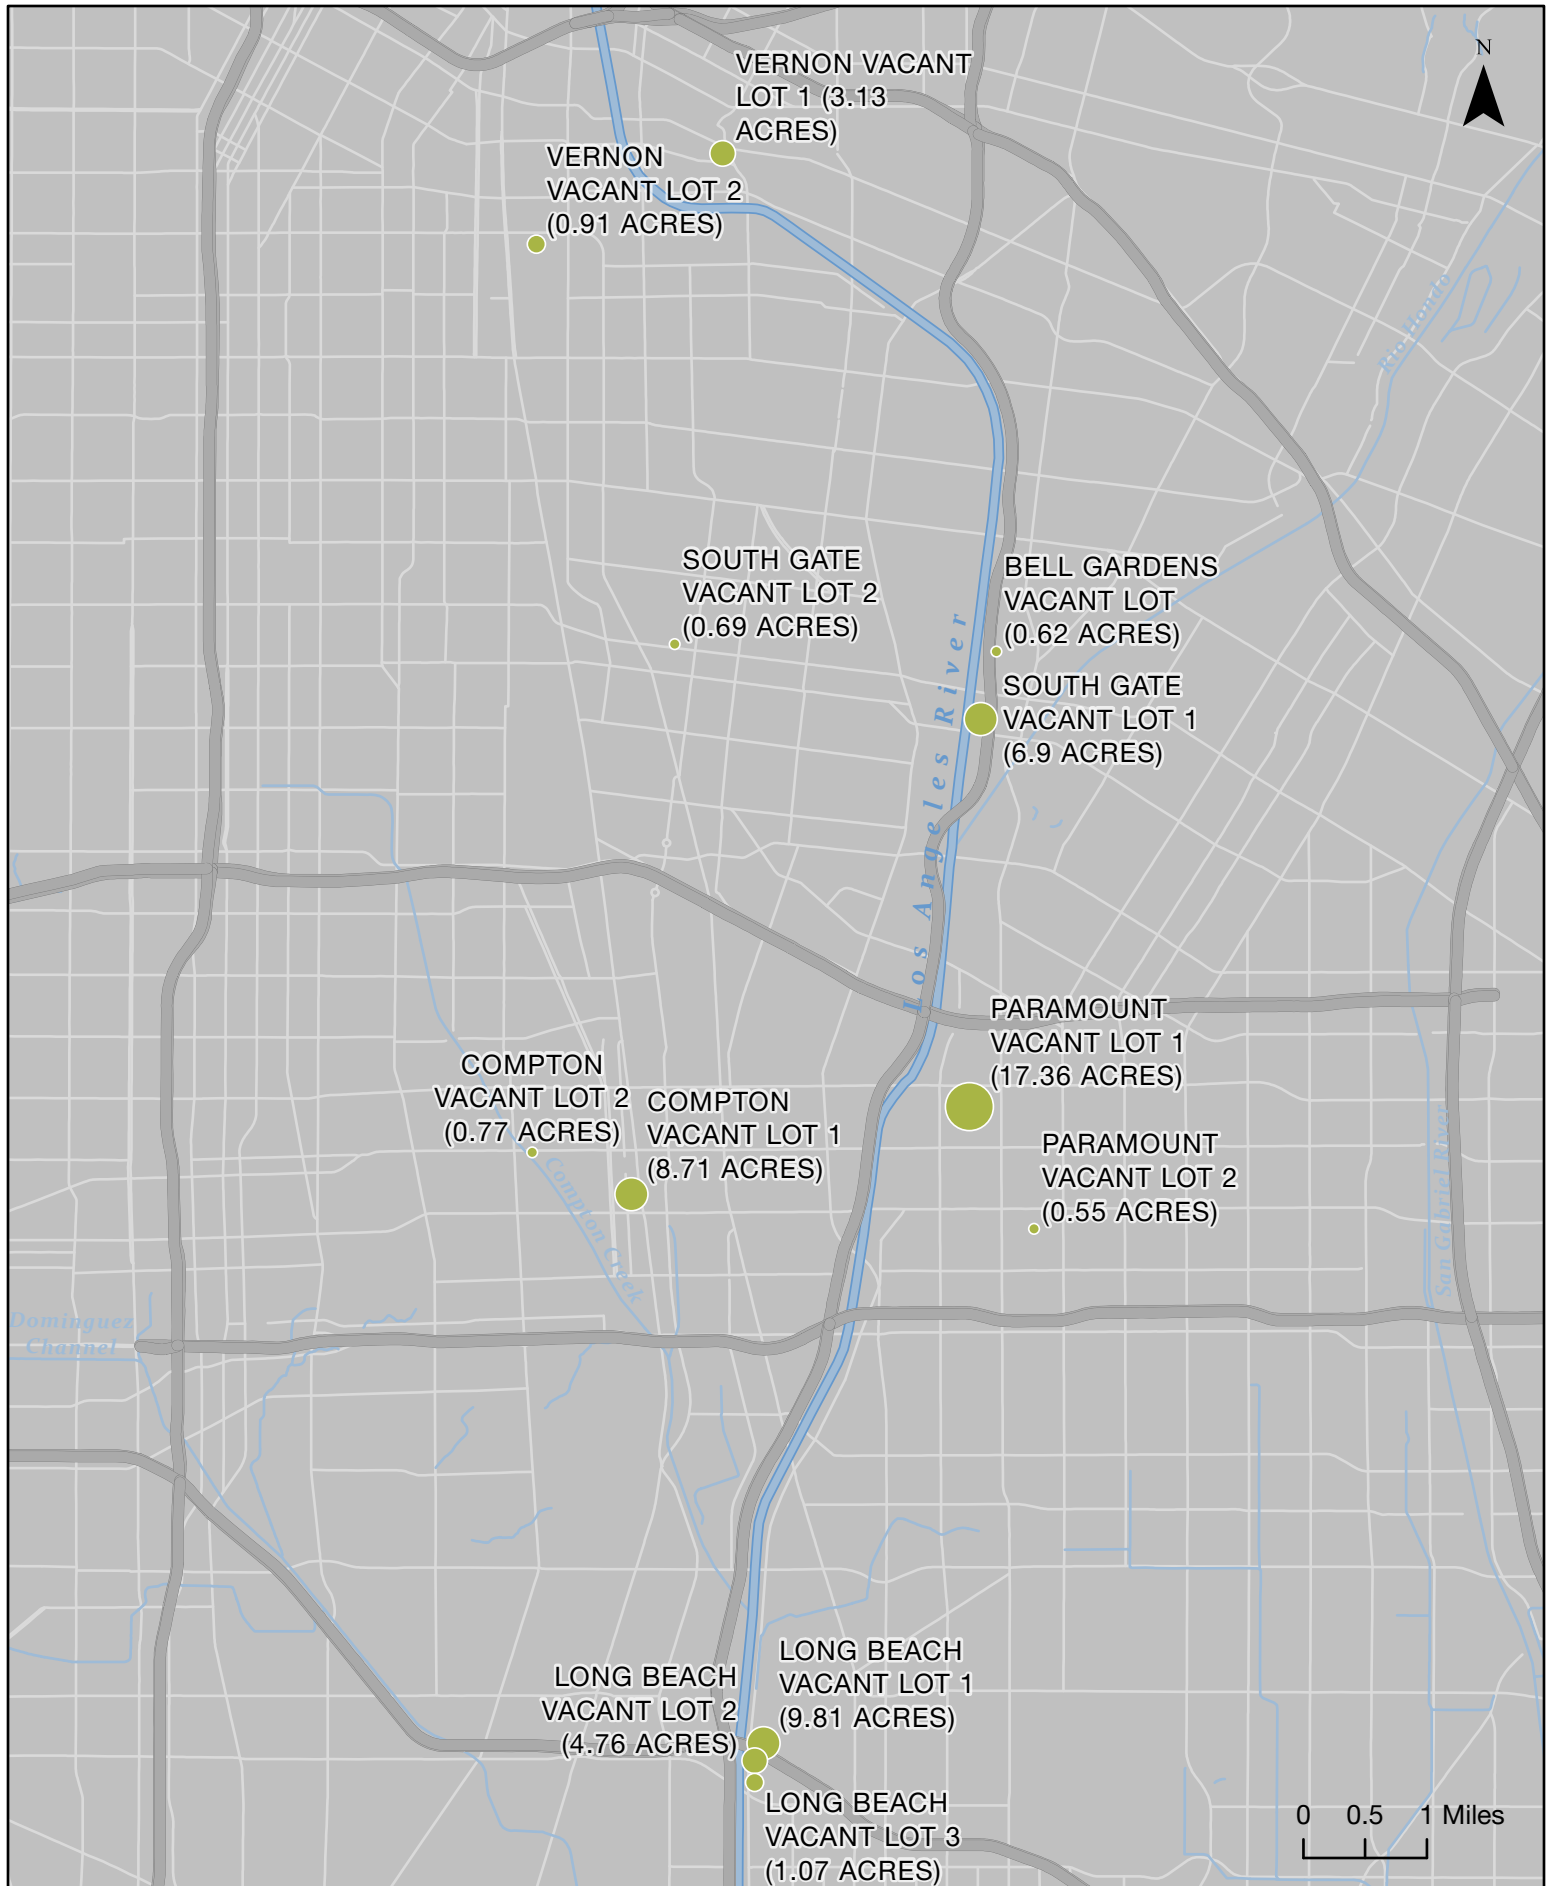 N
VERNON VACANT
LOT 1 (3.13
ACRES)
VERNON
VACANT LOT 2
(0.91 ACRES)
Rio Hondo
SOUTH GATE
VACANT LOT 2
(0.69 ACRES)
BELL GARDENS
VACANT LOT
(0.62 ACRES)
SOUTH GATE
VACANT LOT 1
(6.9 ACRES)
Los Angeles River
PARAMOUNT
VACANT LOT 1
(17.36 ACRES)
COMPTON
VACANT LOT 2
(0.77 ACRES)
COMPTON
VACANT LOT 1
(8.71 ACRES)
PARAMOUNT
VACANT LOT 2
(0.55 ACRES)
Compton Creek
San Gabriel River
Dominguez
Channel
LONG BEACH
VACANT LOT 1
(9.81 ACRES)
LONG BEACH
VACANT LOT 2
(4.76 ACRES)
LONG BEACH
VACANT LOT 3
(1.07 ACRES)
0 0.5 1 Miles